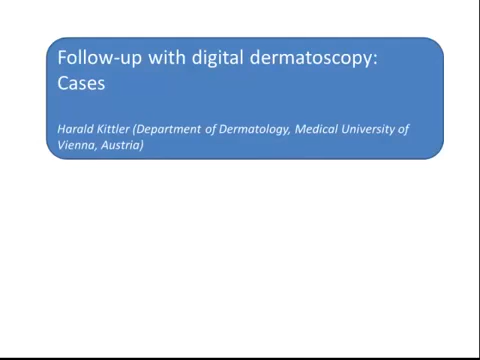 Follow-up with digital dermatoscopy:
Cases
Harald Kittler (Department of Dermatology, Medical University of
Vienna, Austria)